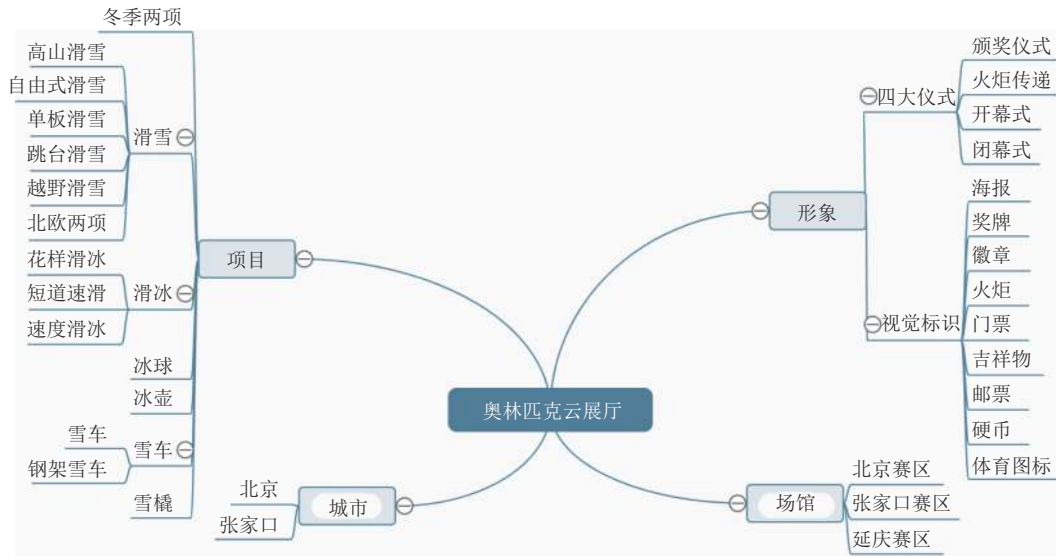 奥林匹克云展厅
项目
冬季两项
滑雪
高山滑雪
自由式滑雪
单板滑雪
跳台滑雪
越野滑雪
北欧两项
滑冰
花样滑冰
短道速滑
速度滑冰
冰球
冰壶
雪车
雪车
钢架雪车
雪橇
城市
北京
张家口
形象
四大仪式
颁奖仪式
火炬传递
开幕式
闭幕式
视觉标识
海报
奖牌
徽章
火炬
门票
吉祥物
邮票
硬币
体育图标
场馆
北京赛区
张家口赛区
延庆赛区